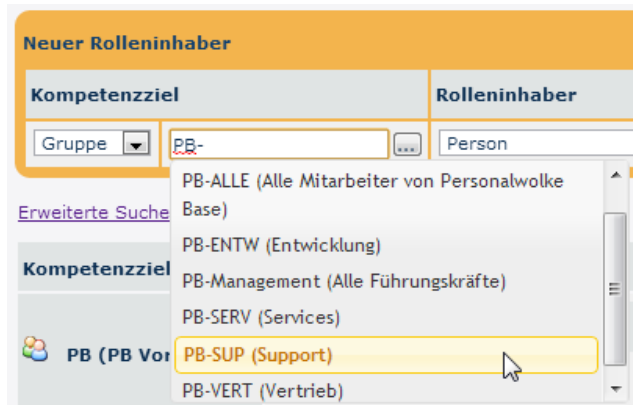 Neuer Rolleninhaber
Kompetenzziel Rolleninhaber
Gruppe PB- ... Person
PB-ALLE (Alle Mitarbeiter von Personalwolke
Base)
Erweiterte Suche
PB-ENTW (Entwicklung)
Kompetenzziel
PB-Management (Alle Führungskräfte)
PB-SERV (Services)
PB (PB Vor
PB-SUP (Support)
PB-VERT (Vertrieb)